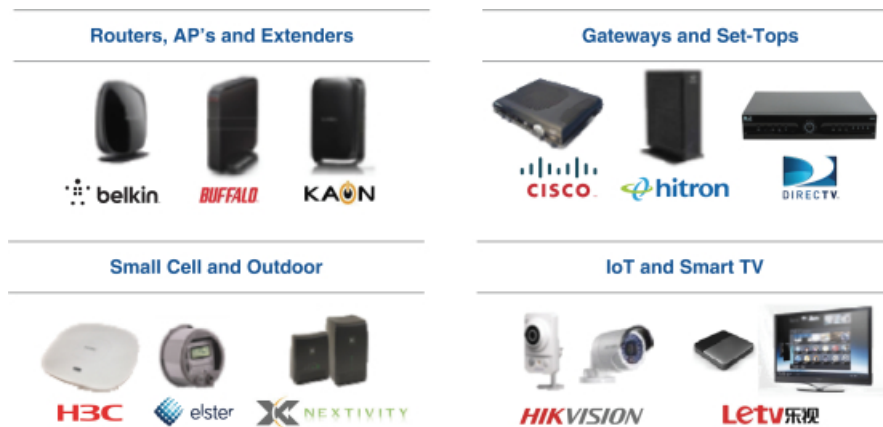 Routers, AP's and Extenders
belkin
BUFFALO
KAON
Gateways and Set-Tops
CISCO
hitron
DIRECTV
Small Cell and Outdoor
H3C
elster
NEXTIVITY
IoT and Smart TV
HIKVISION
Letv乐视